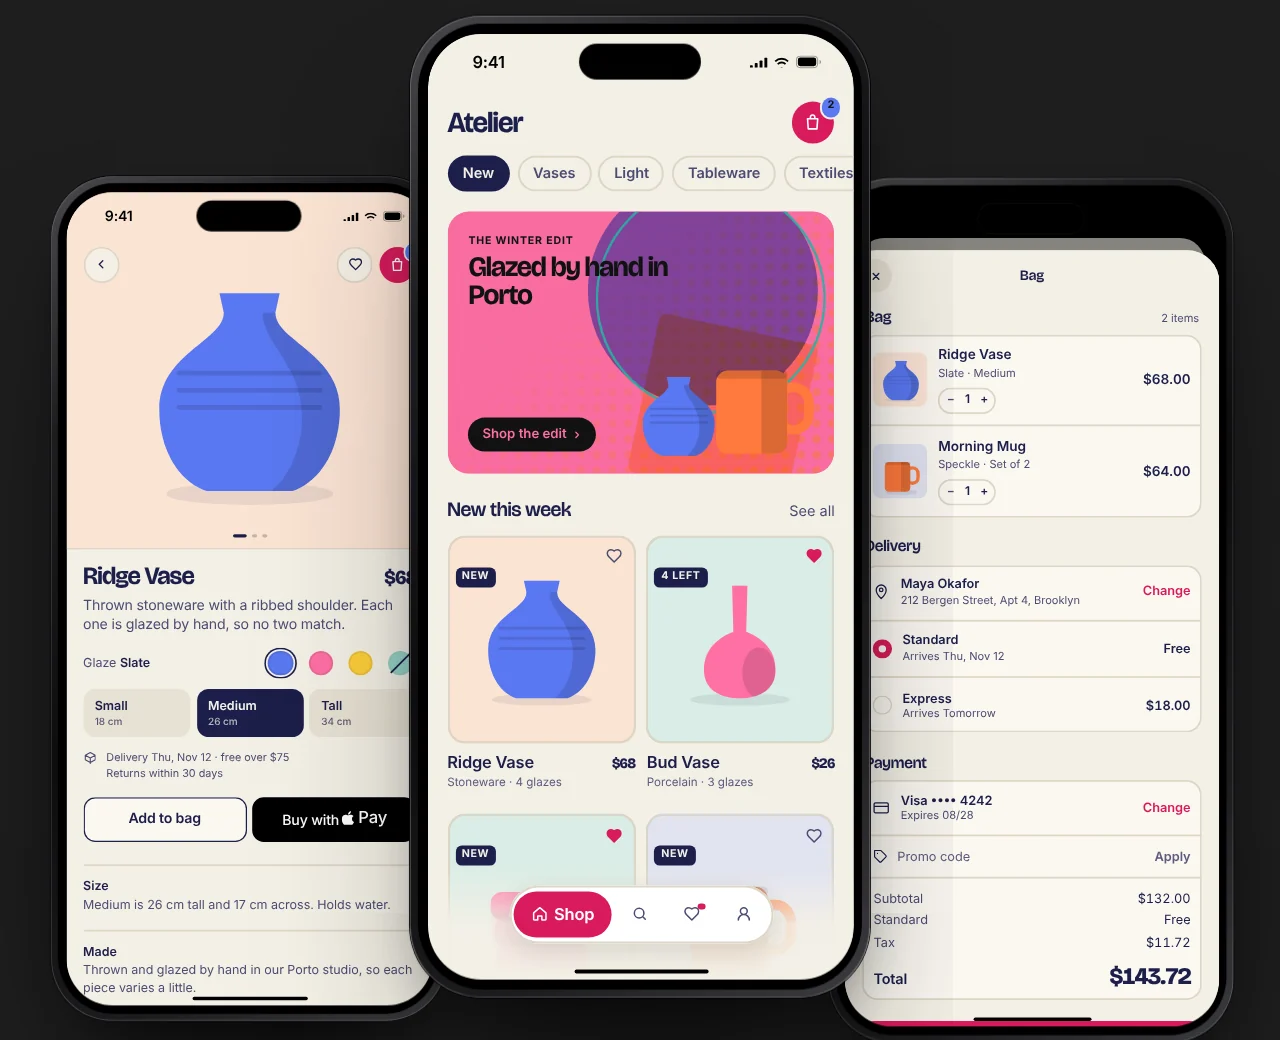 9:41
Atelier
2
New
Vases
Light
Tableware
Textiles
THE WINTER EDIT
Glazed by hand in
Porto
Shop the edit
New this week
See all
NEW
4 LEFT
Ridge Vase
$68
Stoneware · 4 glazes
Bud Vase
$26
Porcelain · 3 glazes
NEW
NEW
Shop
9:41
Ridge Vase
Thrown stoneware with a ribbed shoulder. Each
one is glazed by hand, so no two match.
Glaze Slate
Small
18 cm
Medium
26 cm
Tall
34 cm
Delivery Thu, Nov 12 · free over $75
Returns within 30 days
Add to bag
Buy with Pay
Size
Medium is 26 cm tall and 17 cm across. Holds water.
Made
Thrown and glazed by hand in our Porto studio, so each
piece varies a little.
Bag
Bag
2 items
Ridge Vase
Slate · Medium
− 1 +
$68.00
Morning Mug
Speckle · Set of 2
− 1 +
$64.00
Delivery
Maya Okafor
212 Bergen Street, Apt 4, Brooklyn
Change
Standard
Arrives Thu, Nov 12
Free
Express
Arrives Tomorrow
$18.00
Payment
Visa •••• 4242
Expires 08/28
Change
Promo code
Apply
Subtotal
$132.00
Standard
Free
Tax
$11.72
Total
$143.72